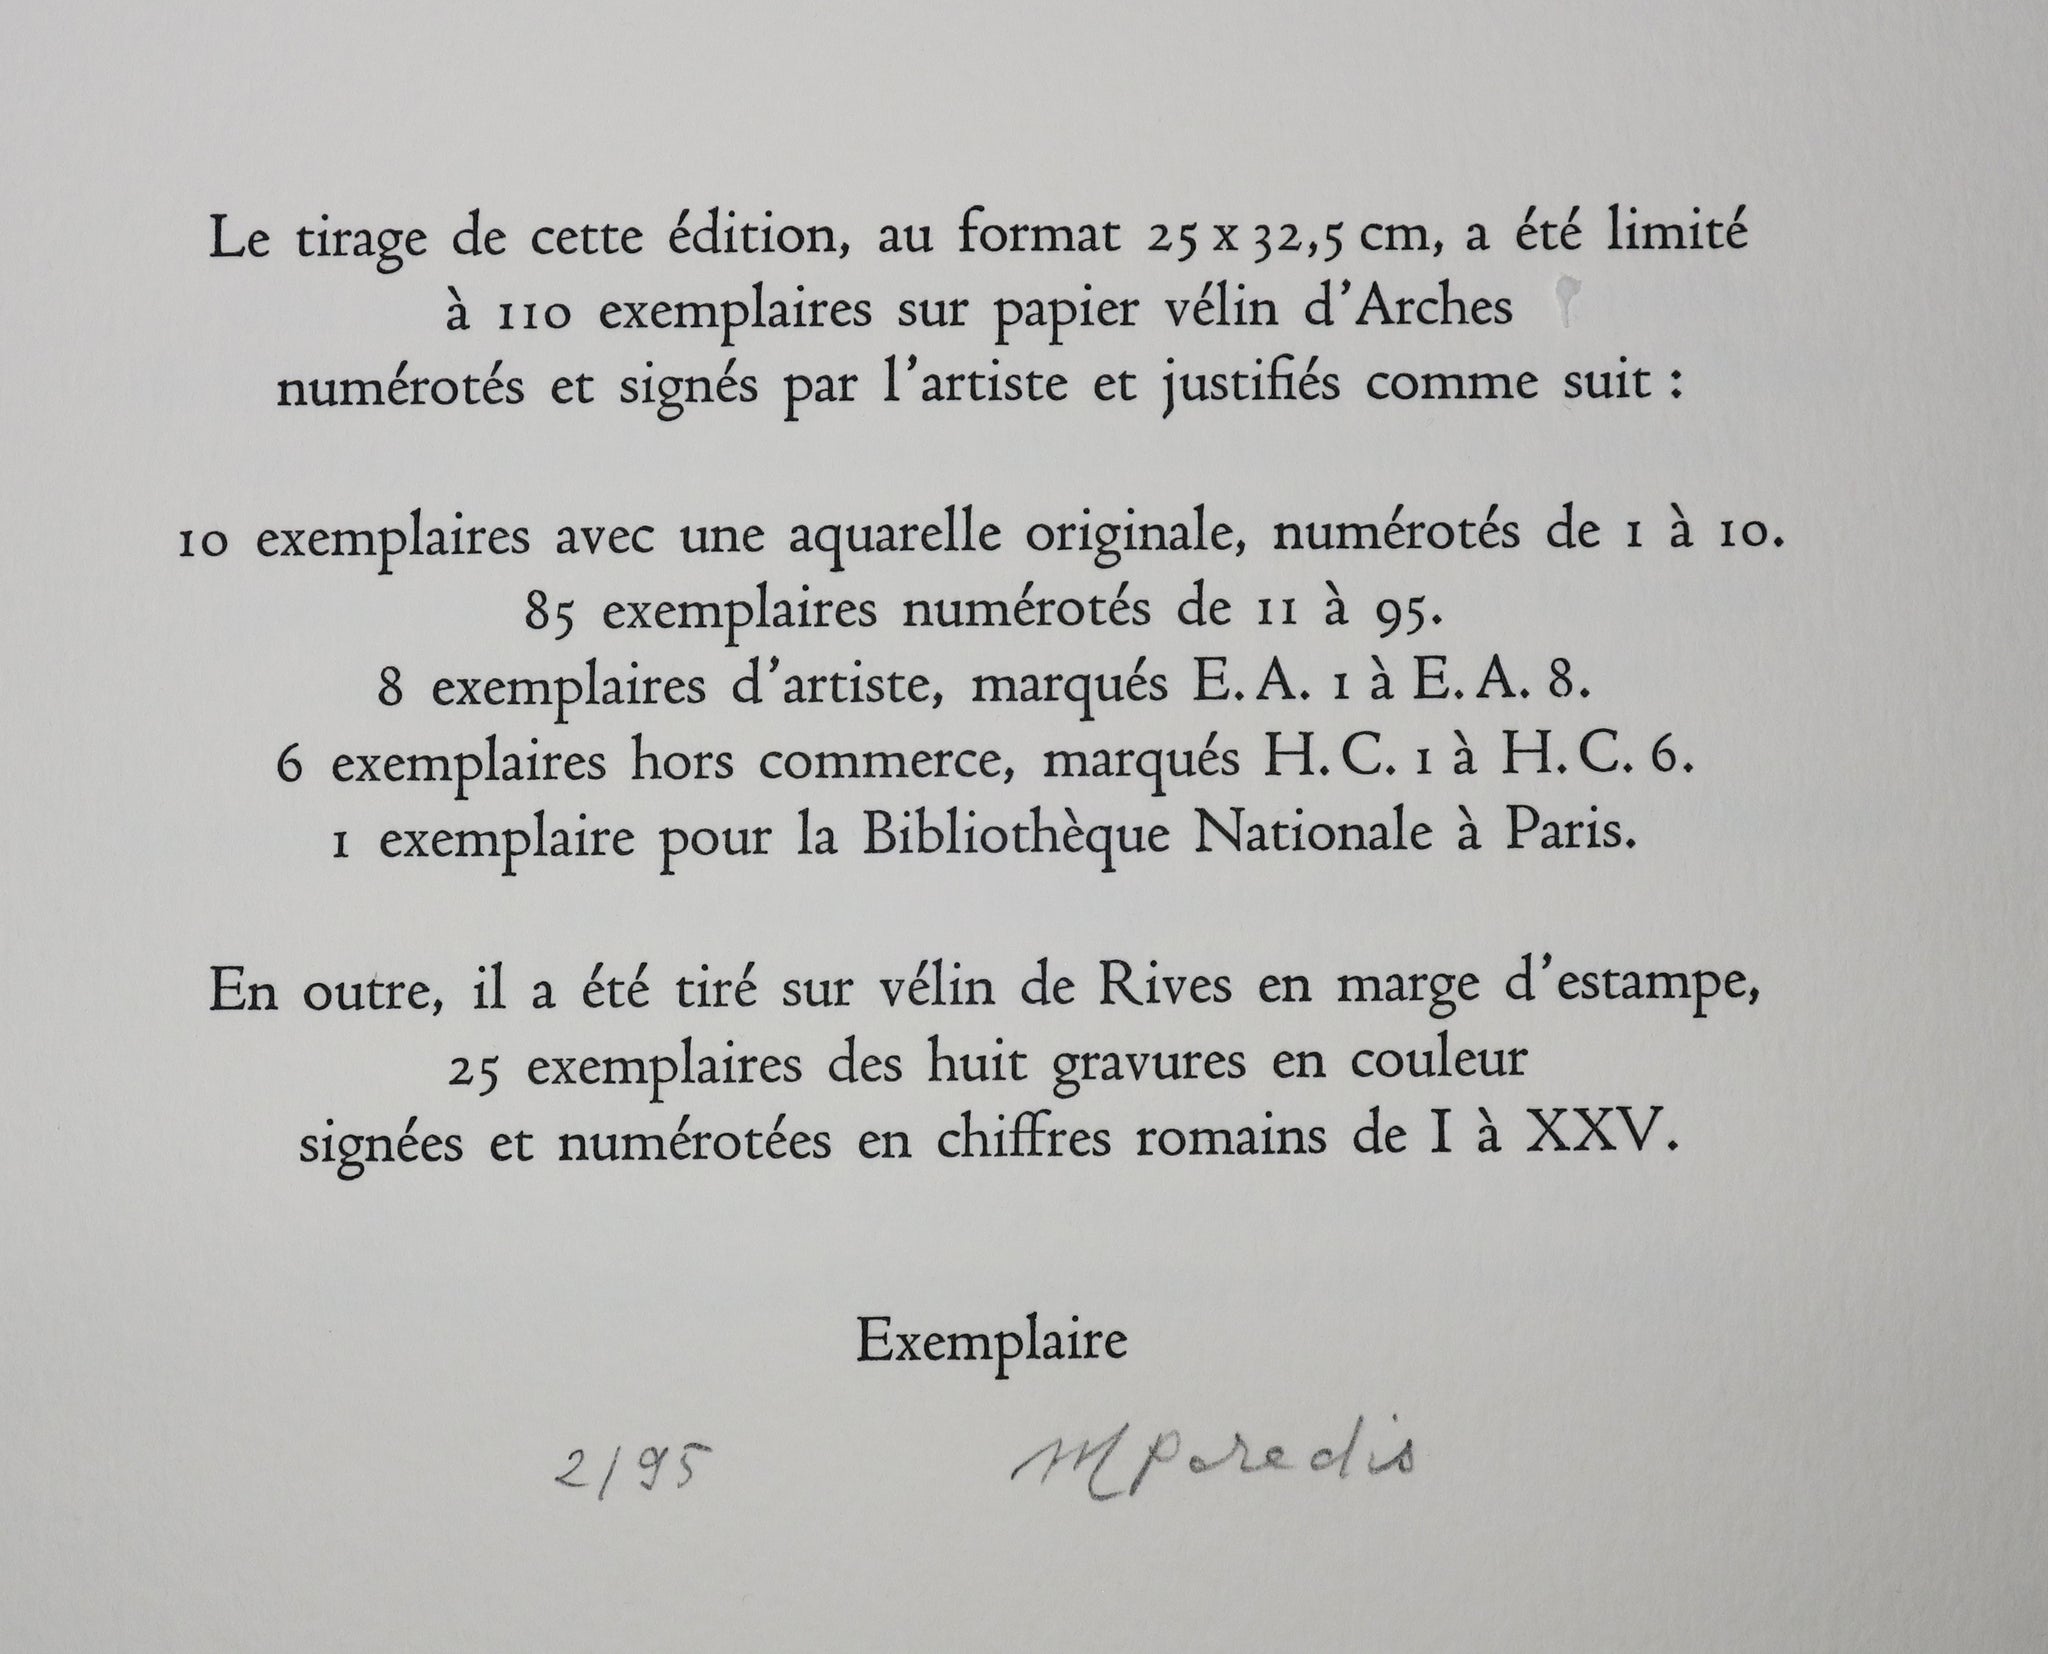 Le tirage de cette édition, au format 25 x 32,5 cm, a été limité
à 110 exemplaires sur papier vélin d'Arches
numérotés et signés par l'artiste et justifiés comme suit :
10 exemplaires avec une aquarelle originale, numérotés de 1 à 10.
85 exemplaires numérotés de 11 à 95.
8 exemplaires d'artiste, marqués E. A. 1 à E. A. 8.
6 exemplaires hors commerce, marqués H. C. 1 à H. C. 6.
1 exemplaire pour la Bibliothèque Nationale à Paris.
En outre, il a été tiré sur vélin de Rives en marge d'estampe,
25 exemplaires des huit gravures en couleur
signées et numérotées en chiffres romains de I à XXV.
Exemplaire
2/95 M Paredis